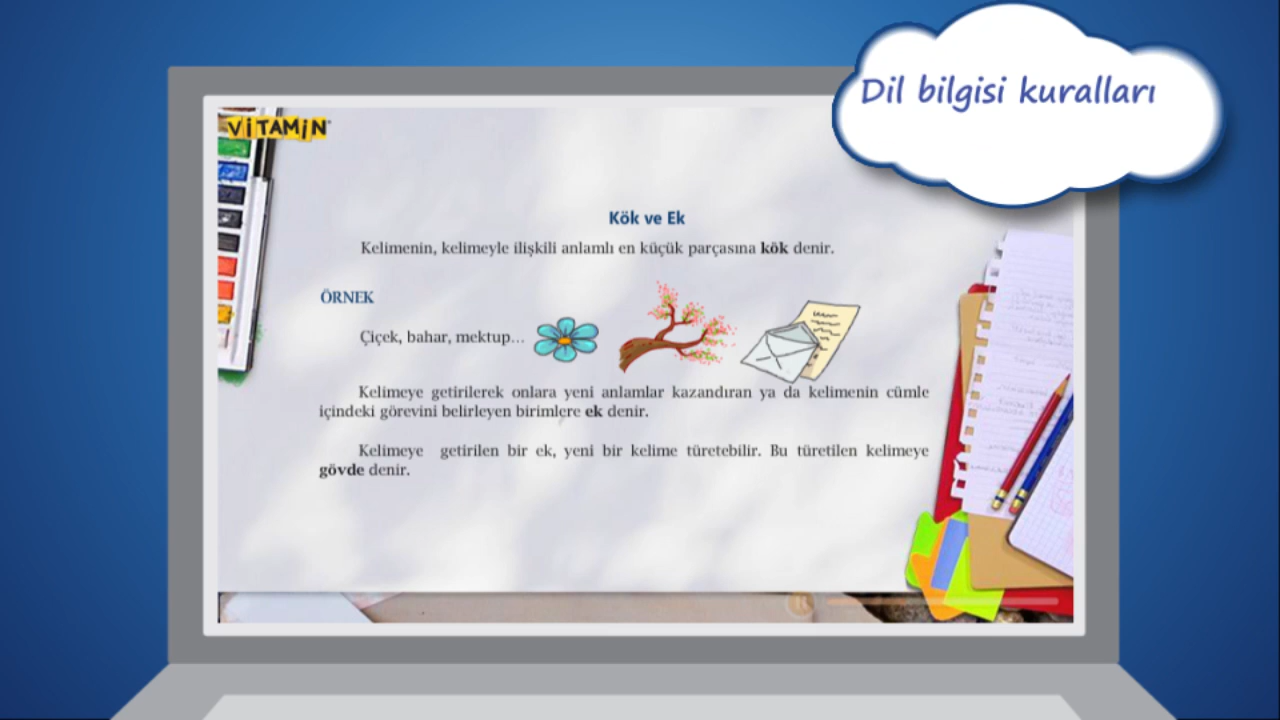 Dil bilgisi kuralları
VİTAMİN
Kök ve Ek
Kelimenin, kelimeyle ilişkili anlamlı en küçük parçasına kök denir.
ÖRNEK
Çiçek, bahar, mektup...
Kelimeye getirilerek onlara yeni anlamlar kazandıran ya da kelimenin cümle
içindeki görevini belirleyen birimlere ek denir.
Kelimeye getirilen bir ek, yeni bir kelime türetebilir. Bu türetilen kelimeye
gövde denir.